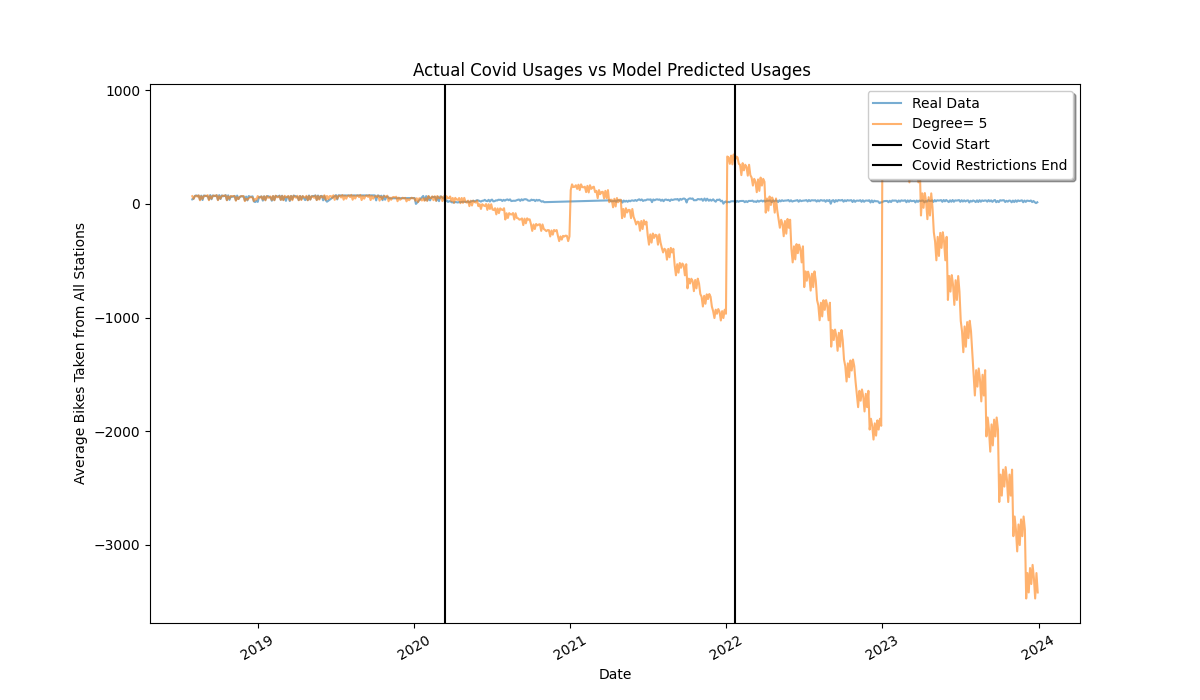 Actual Covid Usages vs Model Predicted Usages
Real Data
Degree= 5
Covid Start
Covid Restrictions End
Average Bikes Taken from All Stations
1000
0
−1000
−2000
−3000
2019
2020
2021
2022
2023
2024
Date